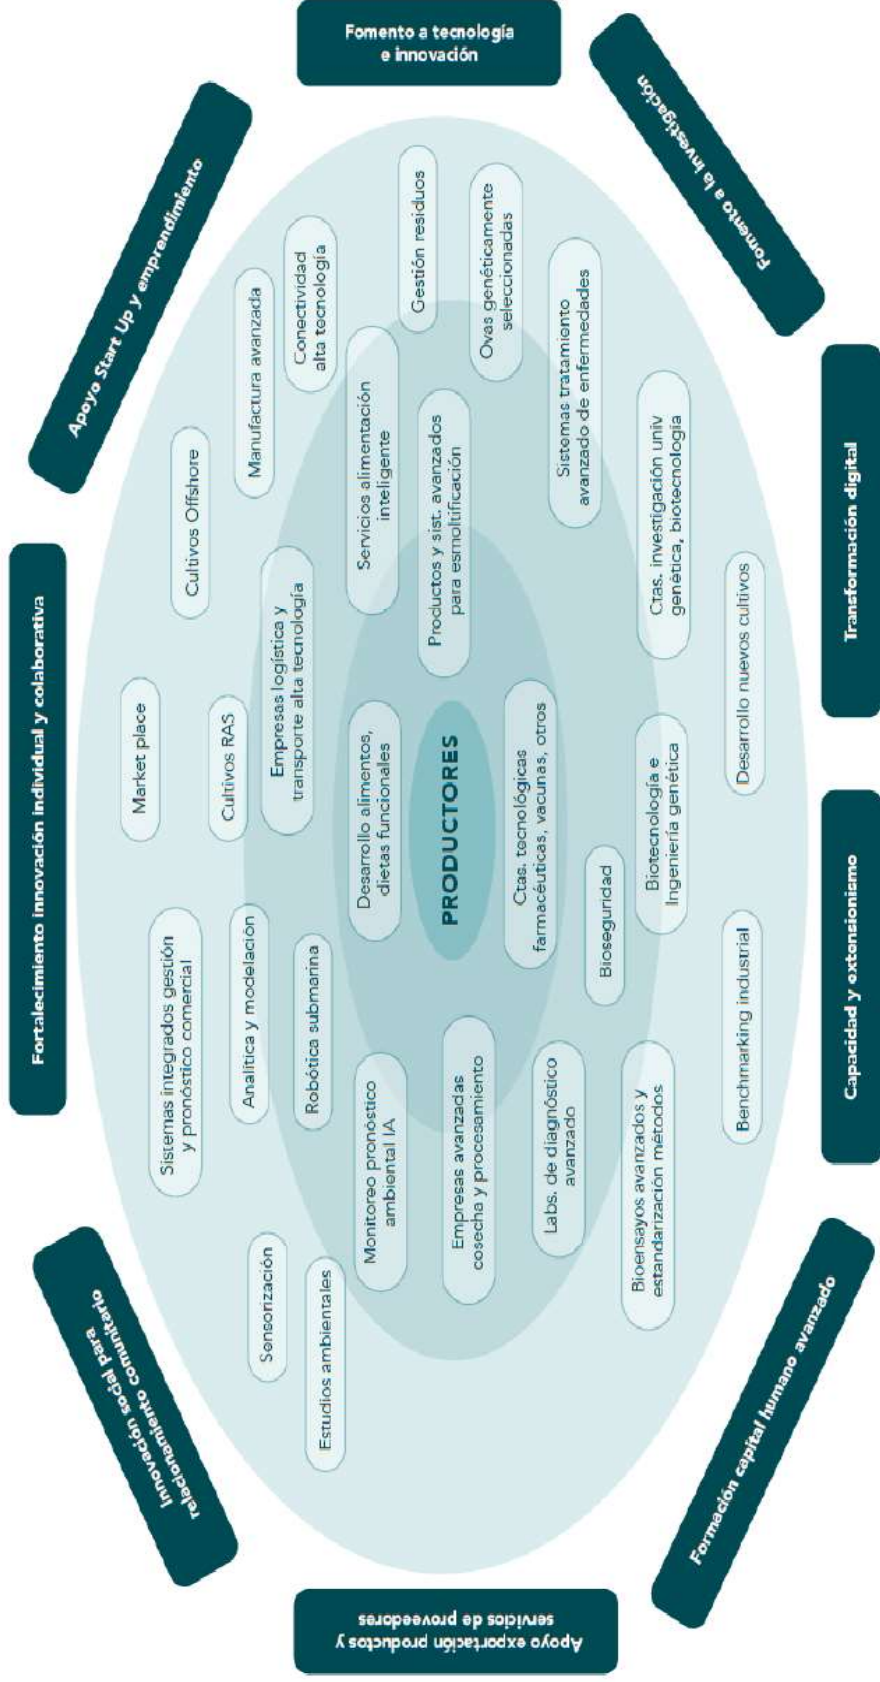 Fortalecimiento innovación individual y colaborativa
Apoyo Start Up y emprendimiento
Fomento a tecnología
e innovación
Fomento a la investigación
Transformación digital
Capacidad y extensionismo
Formación capital humano avanzado
Apoyo exportación productos y
servicios de proveedores
Innovación social para
relacionamiento comunitario
Market place
Cultivos Offshore
Sistemas integrados gestión
y pronóstico comercial
Cultivos RAS
Manufactura avanzada
Analítica y modelación
Sensorización
Empresas logística y
transporte alta tecnología
Conectividad
alta tecnología
Robótica submarina
Estudios ambientales
Desarrollo alimentos,
dietas funcionales
Servicios alimentación
inteligente
Monitoreo pronóstico
ambiental IA
Gestión residuos
PRODUCTORES
Productos y sist. avanzados
para esmoltificación
Empresas avanzadas
cosecha y procesamiento
Ovas genéticamente
seleccionadas
Ctas. tecnológicas
farmacéuticas, vacunas, otros
Labs. de diagnóstico
avanzado
Sistemas tratamiento
avanzado de enfermedades
Bioseguridad
Bioensayos avanzados y
estandarización métodos
Biotecnología e
Ingeniería genética
Ctas. investigación univ
genética, biotecnología
Benchmarking industrial
Desarrollo nuevos cultivos